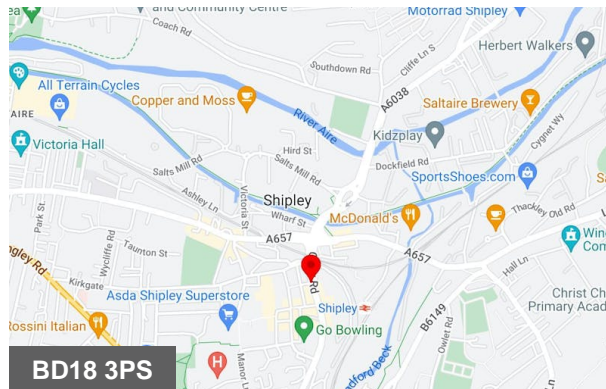 and Community Centre
Motorrad Shipley
Coach Rd
Herbert Walkers
Southdown Rd
Cliffe Ln S
All Terrain Cycles
Copper and Moss
A6038
Saltaire Brewery
River Aire
AIRE
Kidzplay
Cygnet Wy
Victoria Hall
Hird St
Salts Mill Rd
Salts Mill Rd
Dockfield Rd
SportsShoes.com
Ashley Ln
Victoria St
Shipley
Park St
Wharf St
McDonald's
Thackley Old Rd
A657
Wycliffe Rd
Taunton St
A657
Hall Ln
Kirkgate
Rd
Asda Shipley Superstore
Shipley
B6149
Christ Ch
Primary Acad
Rossini Italian
Go Bowling
Owlet Rd
H
Manor L
BD18 3PS